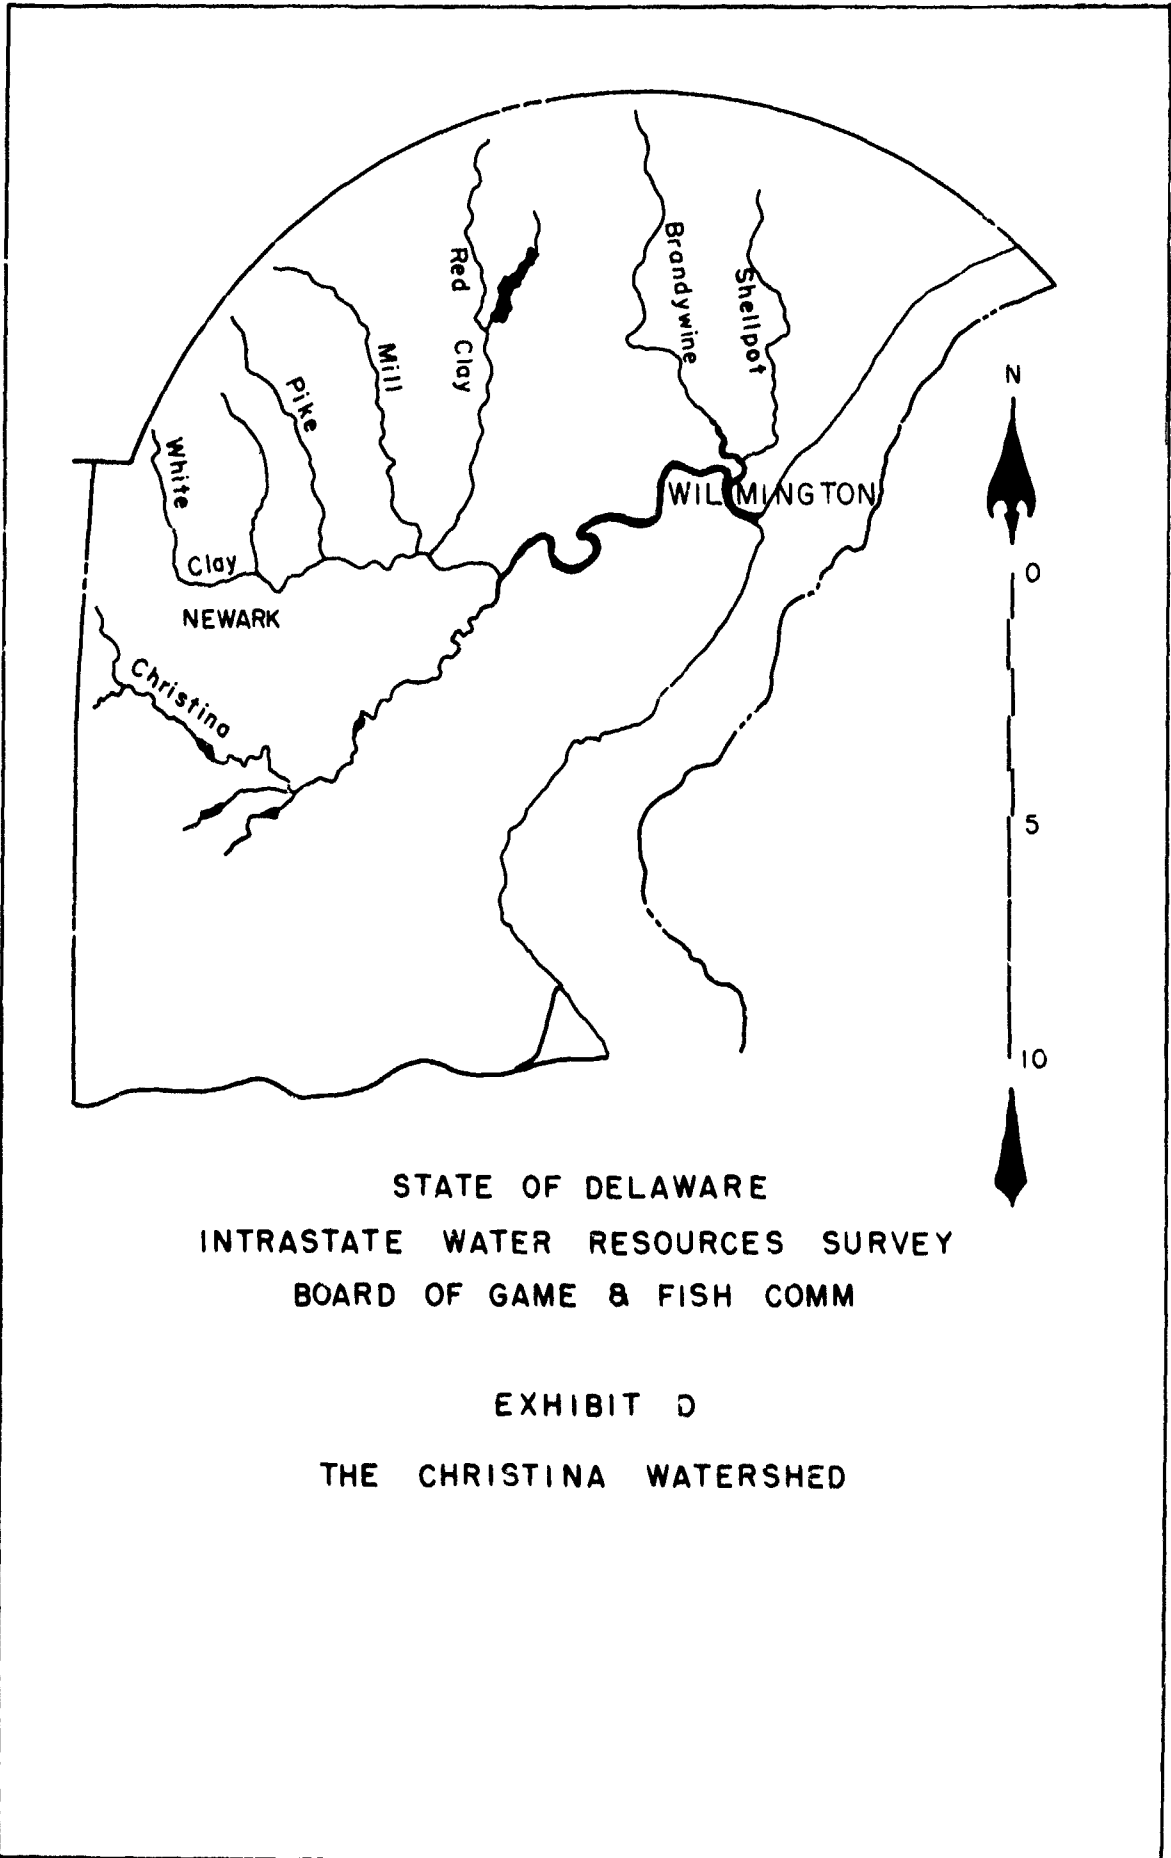 Red Clay
Brandywine
Shellpot
Mill
Pike
White Clay
WILMINGTON
NEWARK
Christina
N
0
5
10
STATE OF DELAWARE
INTRASTATE WATER RESOURCES SURVEY
BOARD OF GAME & FISH COMM
EXHIBIT D
THE CHRISTINA WATERSHED